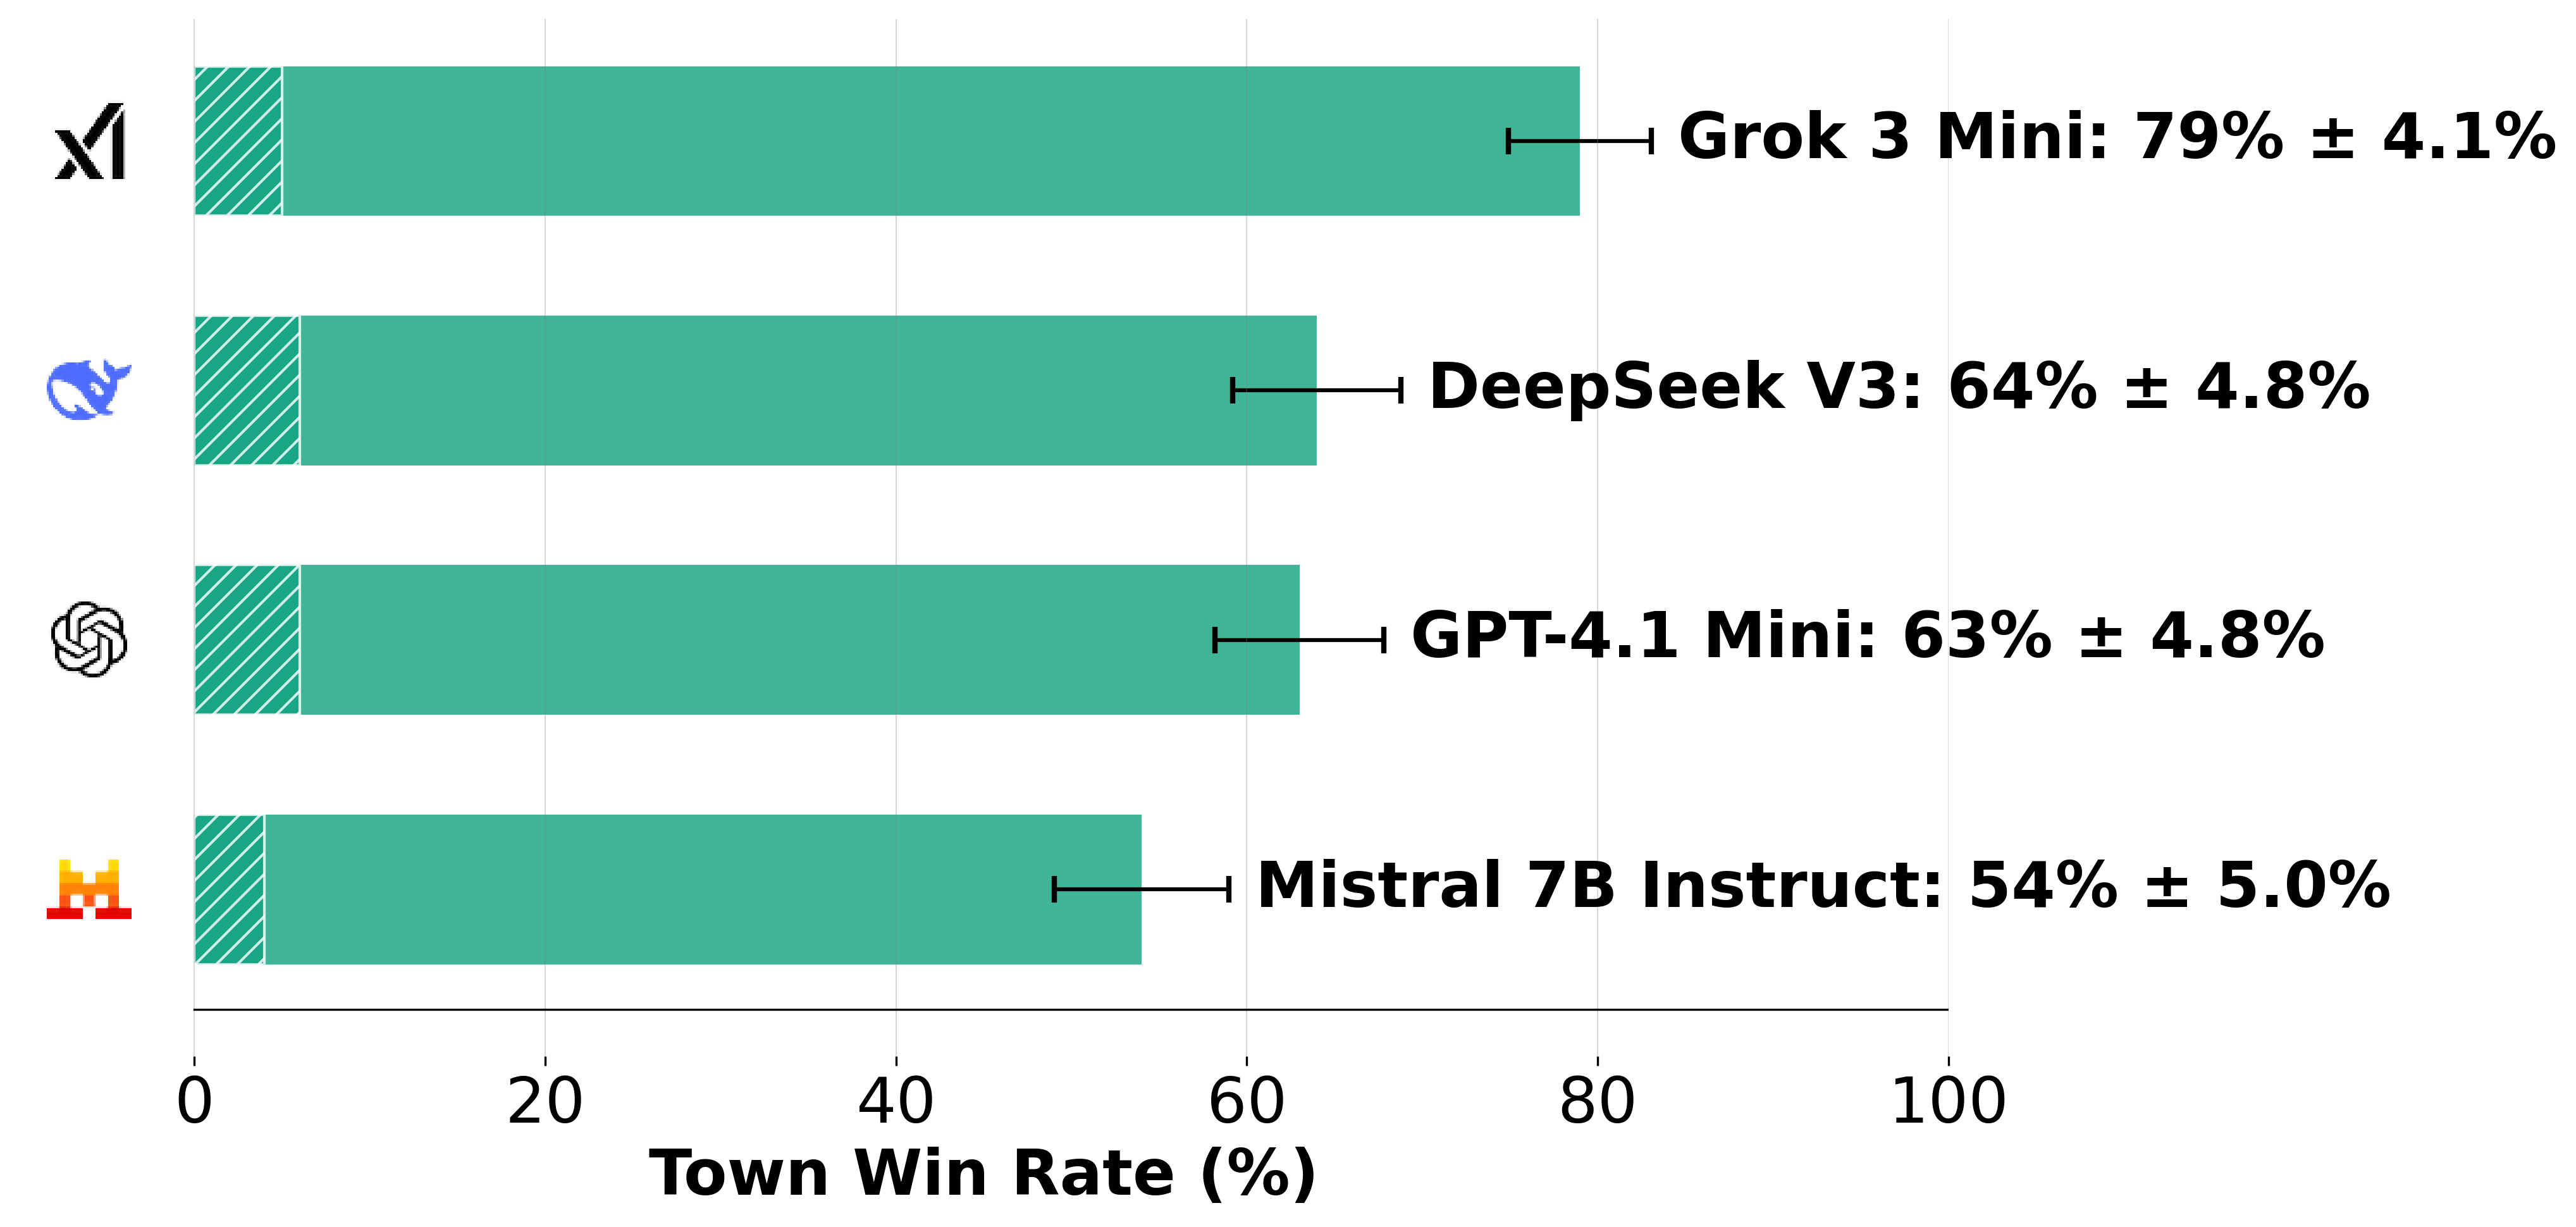 Grok 3 Mini: 79% ± 4.1%
DeepSeek V3: 64% ± 4.8%
GPT-4.1 Mini: 63% ± 4.8%
Mistral 7B Instruct: 54% ± 5.0%
0 20 40 60 80 100
Town Win Rate (%)